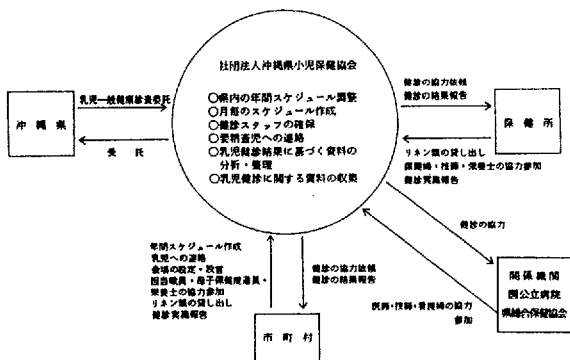 社団法人沖縄県小児保健協会
○県内の年間スケジュール調整
○月毎のスケジュール作成
○健診スタッフの確保
○要精査児への連絡
○乳児健診結果に基づく資料の
分析・整理
○乳児健診に関する資料の収集
乳児一般健康診査委託
沖縄県
受託
健診の協力依頼
健診の結果報告
保健所
リネン類の貸し出し
保健婦・技師・栄養士の協力参加
健診実施報告
健診の協力
関係機関
国公立病院
県総合保健協会
医師・技師・看護婦の協力
参加
年間スケジュール作成
乳児への連絡
会場の設定・設営
担当職員・母子保健推進員・
栄養士の協力参加
リネン類の貸し出し
健診実施報告
健診の協力依頼
健診の結果報告
市町村